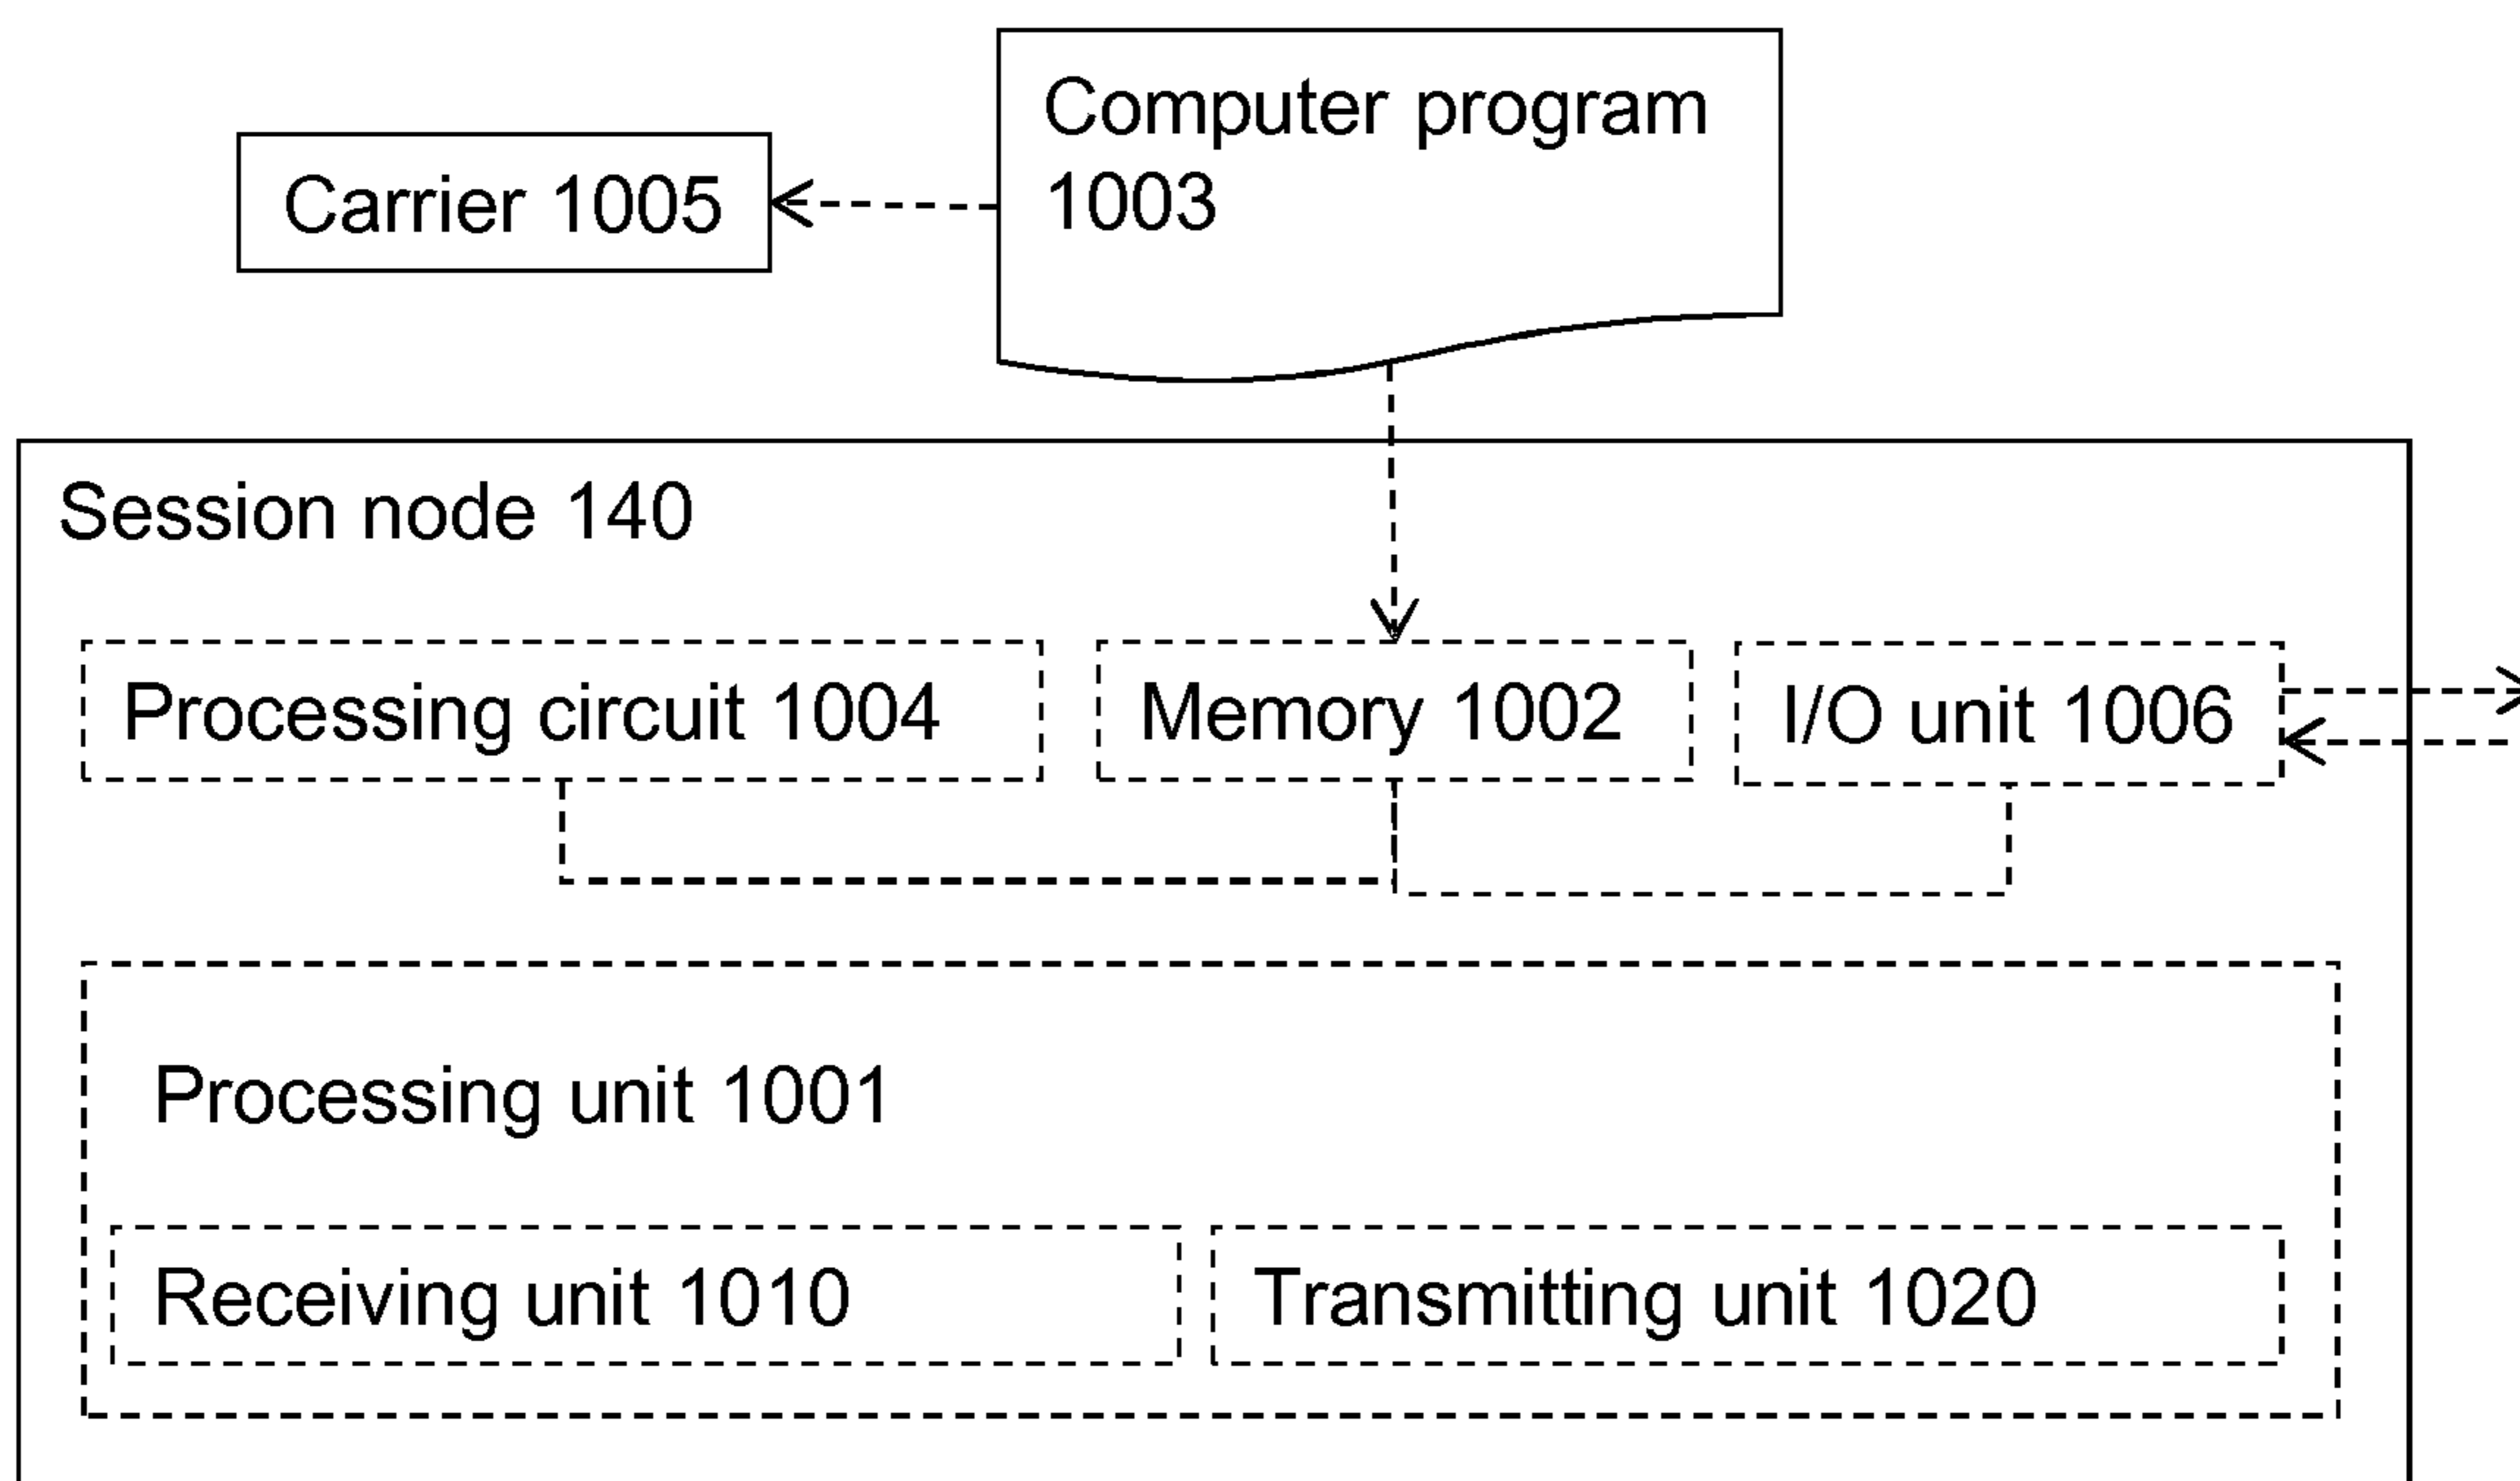 Computer program
1003
Carrier 1005
Session node 140
Processing circuit 1004
Memory 1002
I/O unit 1006
Processing unit 1001
Receiving unit 1010
Transmitting unit 1020